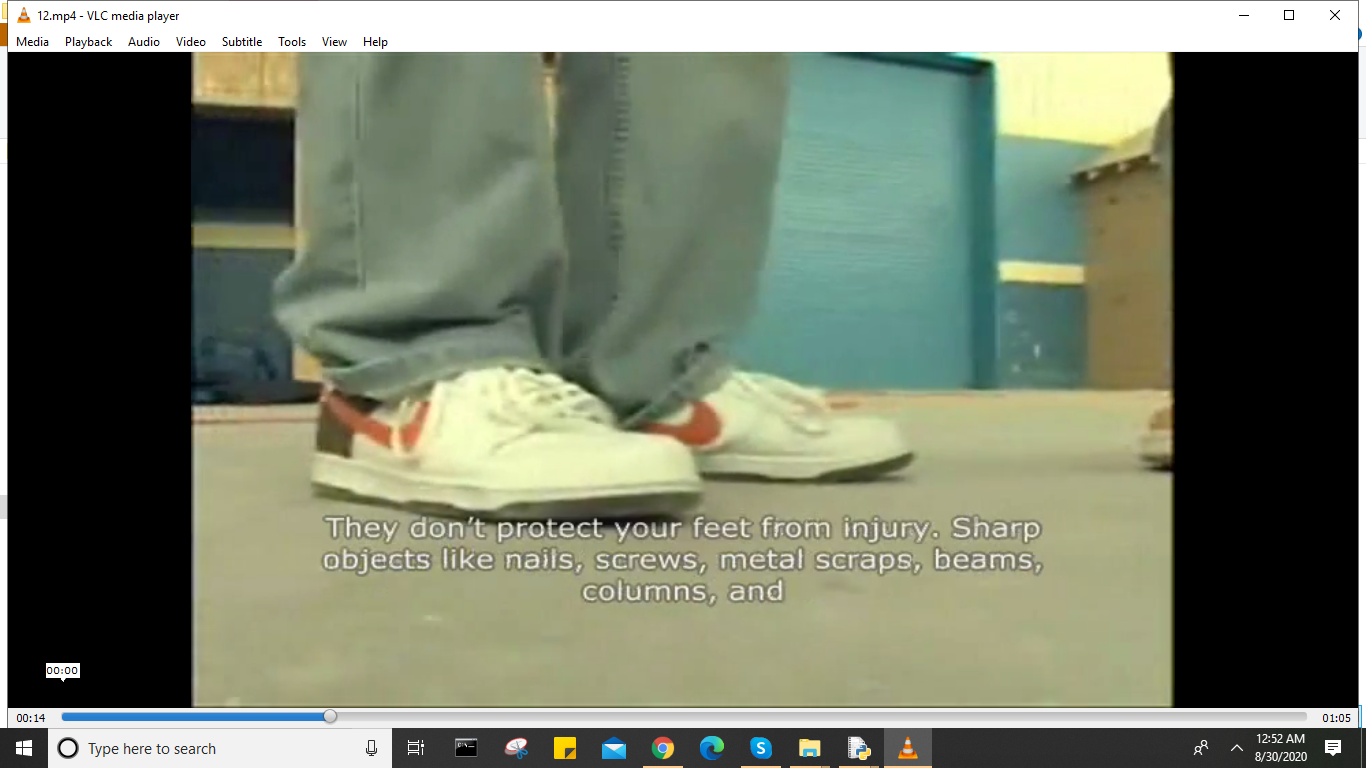 12.mp4 - VLC media player
Media Playback Audio Video Subtitle Tools View Help
They don't protect your feet from injury. Sharp
objects like nails, screws, metal scraps, beams,
columns, and
00:00
00:14
01:05
Type here to search
12:52 AM
8/30/2020